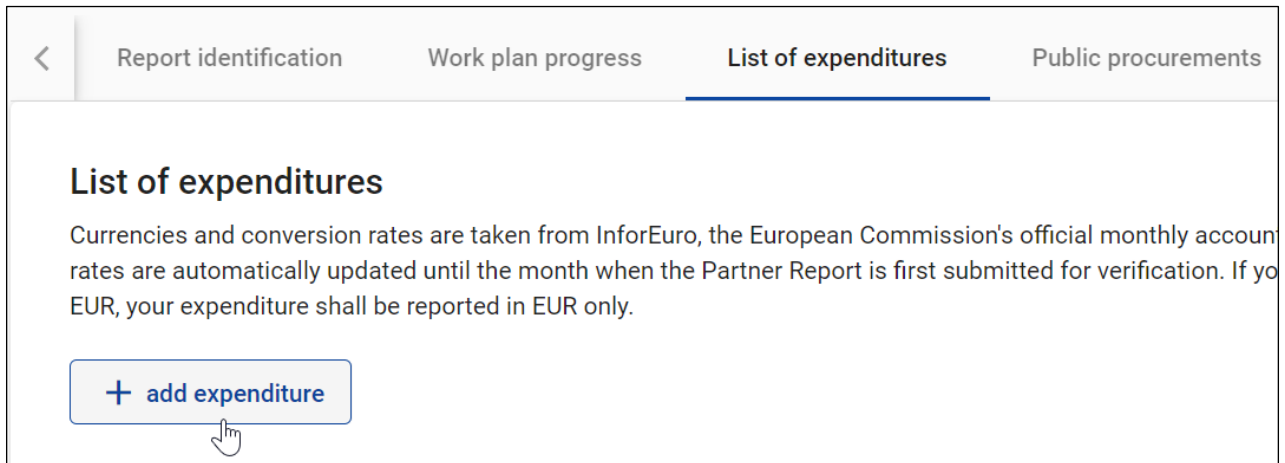 Report identification Work plan progress List of expenditures Public procurements
List of expenditures
Currencies and conversion rates are taken from InforEuro, the European Commission's official monthly
rates are automatically updated until the month when the Partner Report is first submitted for verification. If
EUR, your expenditure shall be reported in EUR only.
+ add expenditure